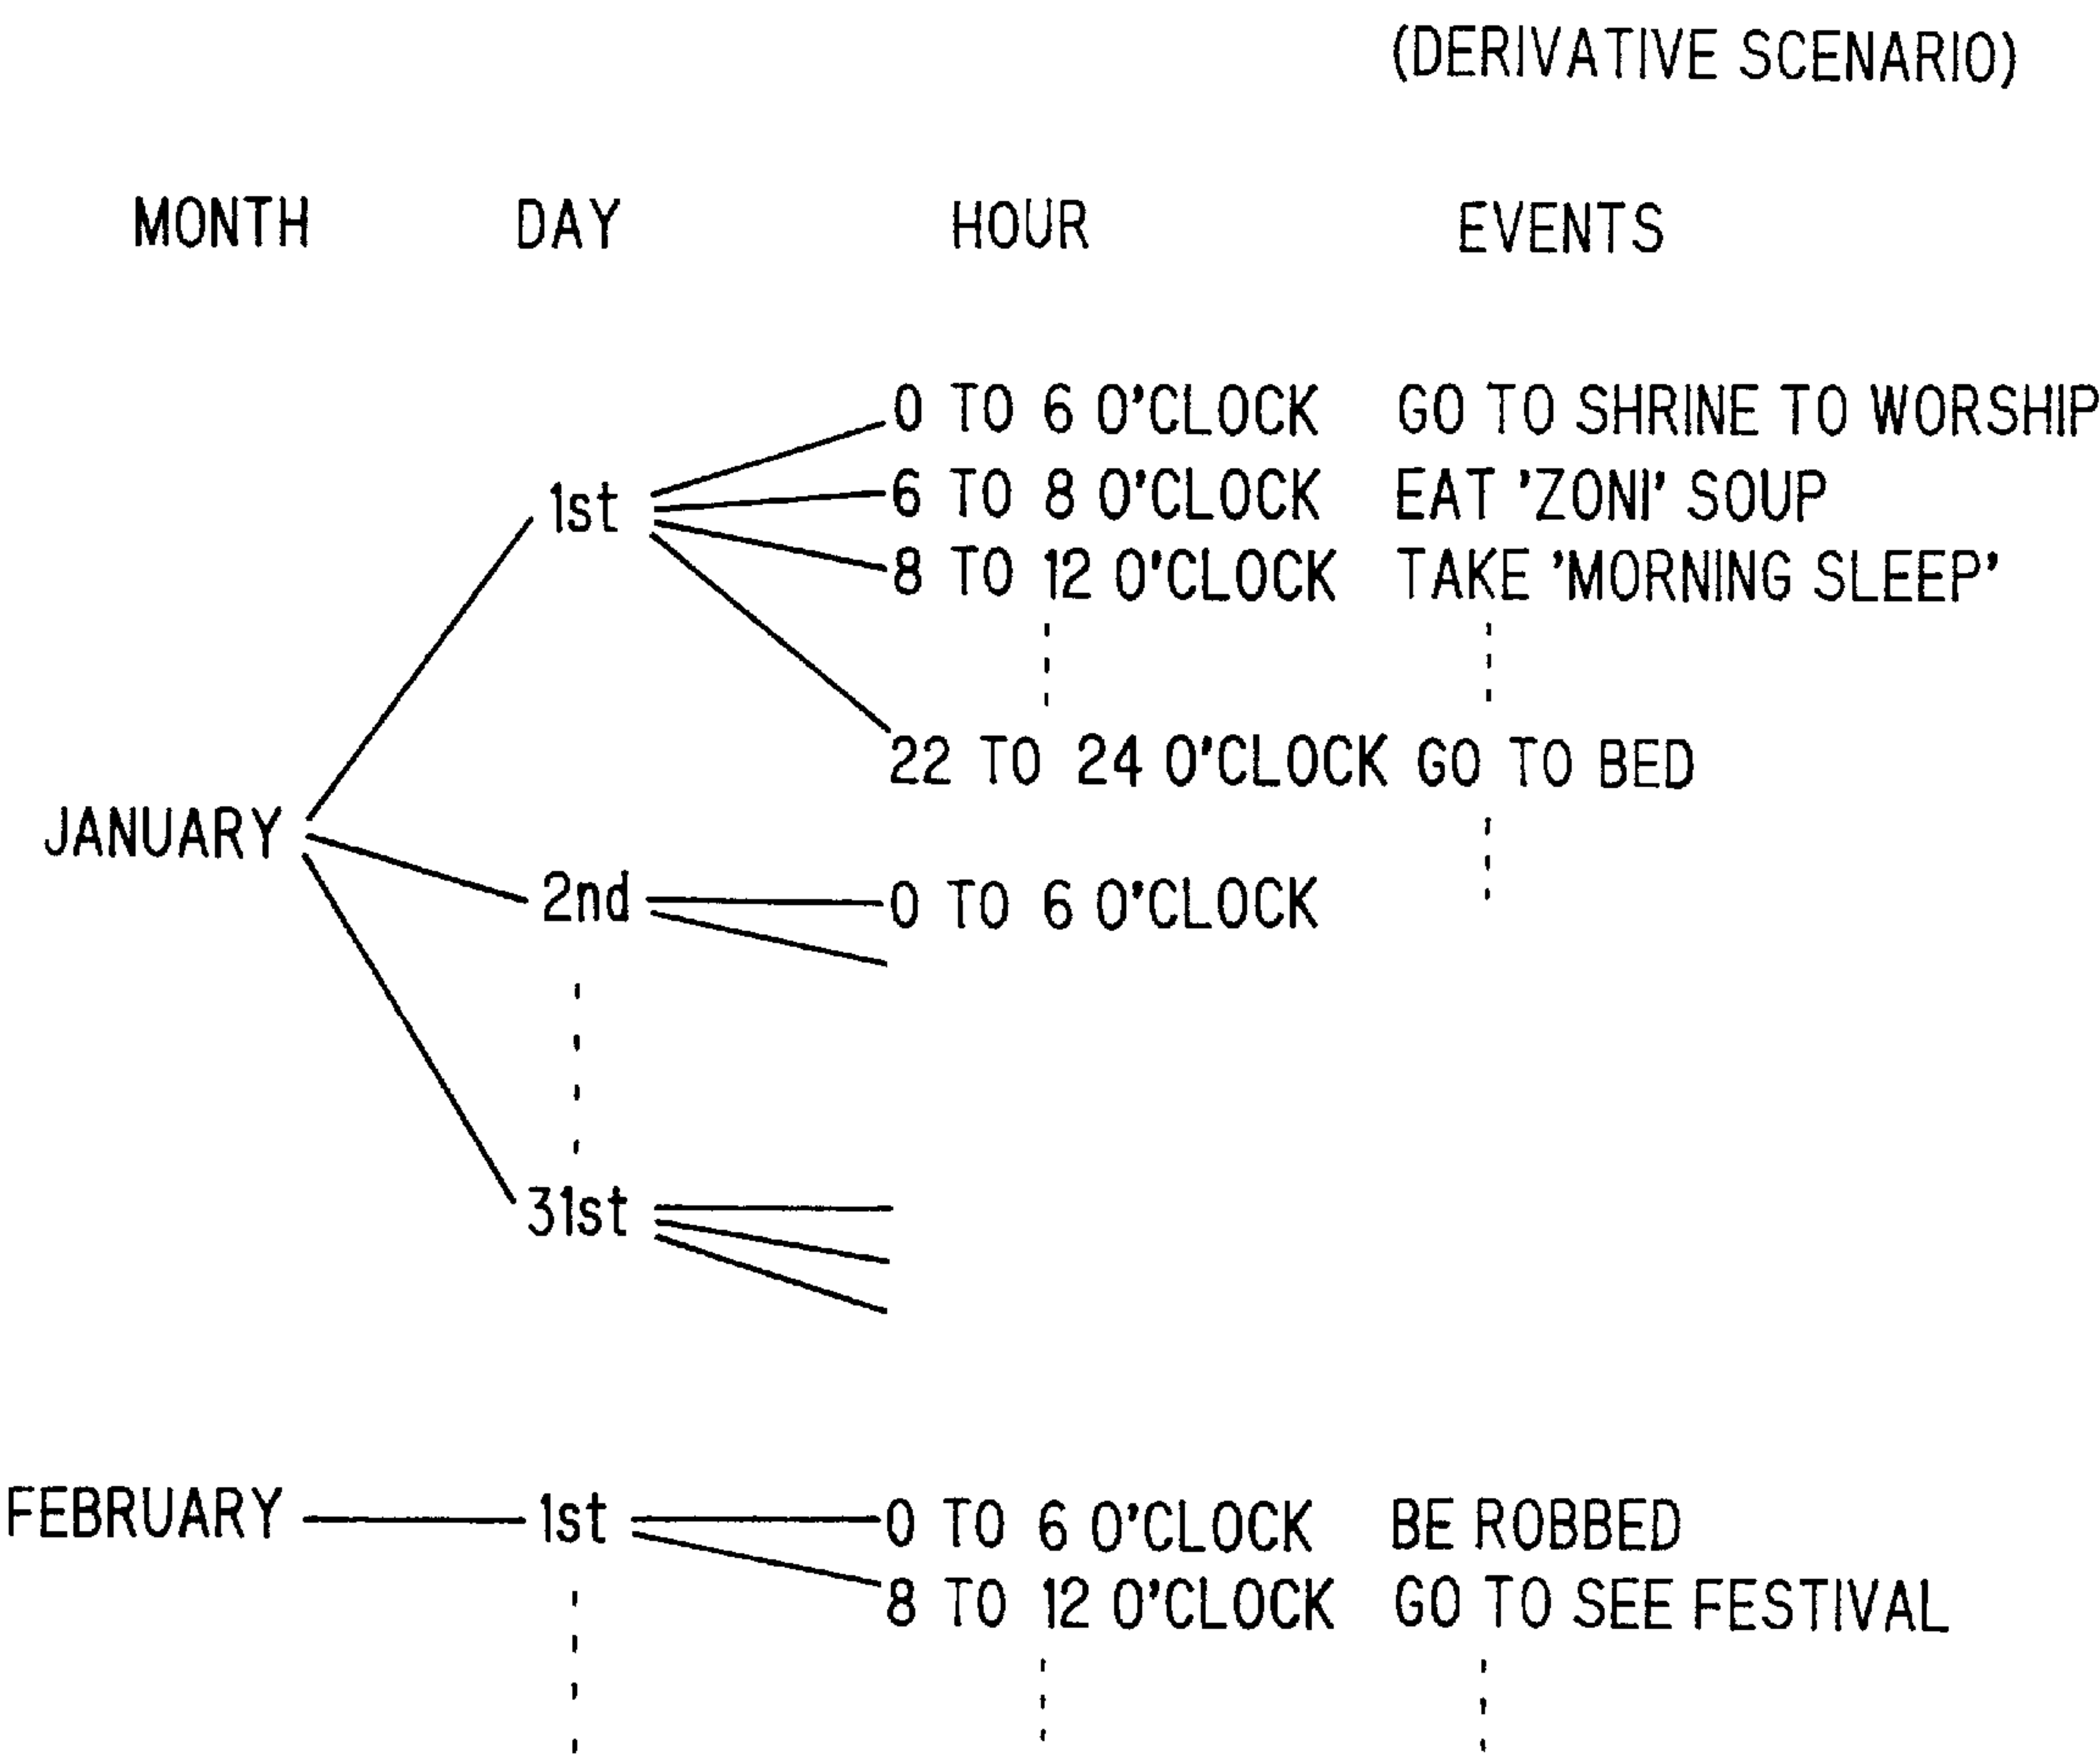 (DERIVATIVE SCENARIO)
MONTH DAY HOUR EVENTS
0 TO 6 O'CLOCK GO TO SHRINE TO WORSHIP
1st 6 TO 8 O'CLOCK EAT 'ZONI' SOUP
8 TO 12 O'CLOCK TAKE 'MORNING SLEEP'
22 TO 24 O'CLOCK GO TO BED
JANUARY
2nd 0 TO 6 O'CLOCK
31st
FEBRUARY 1st 0 TO 6 O'CLOCK BE ROBBED
8 TO 12 O'CLOCK GO TO SEE FESTIVAL